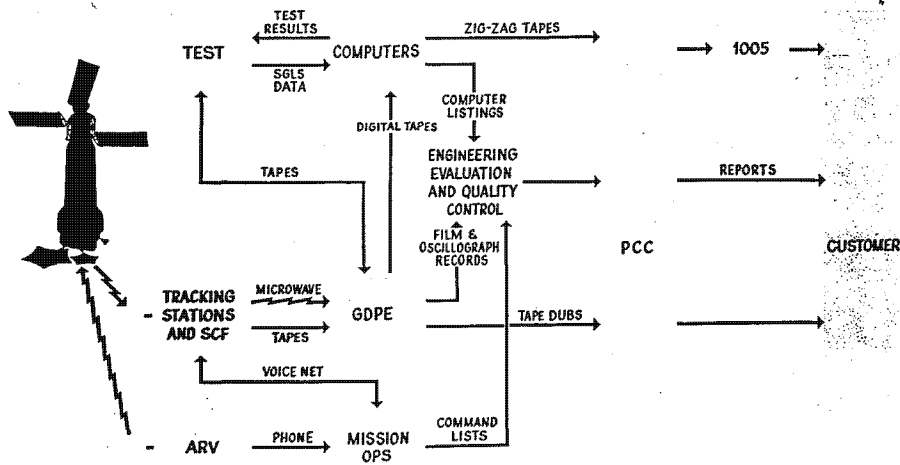 TEST
RESULTS
ZIG-ZAG TAPES
TEST
COMPUTERS
1005
SGLS
DATA
COMPUTER
LISTINGS
DIGITAL TAPES
ENGINEERING
EVALUATION
AND QUALITY
CONTROL
TAPES
REPORTS
FILM &
OSCILLOGRAPH
RECORDS
PCC
CUSTOMER
TRACKING
STATIONS
AND SCF
MICROWAVE
GDPE
TAPES
TAPE DUBS
VOICE NET
ARV
PHONE
MISSION
OPS
COMMAND
LISTS